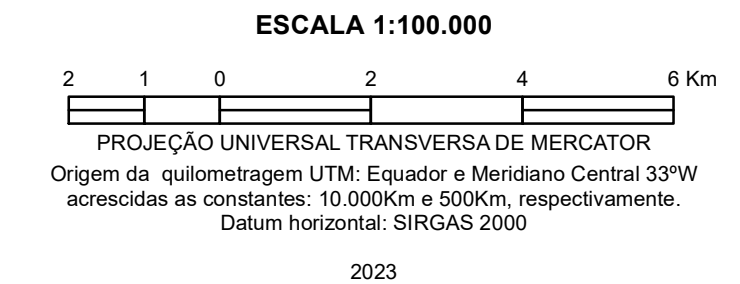 ESCALA 1:100.000
2 1 0 2 4 6 Km
PROJEÇÃO UNIVERSAL TRANSVERSA DE MERCATOR
Origem da quilometragem UTM: Equador e Meridiano Central 33ºW
acrescidas as constantes: 10.000Km e 500Km, respectivamente.
Datum horizontal: SIRGAS 2000
2023